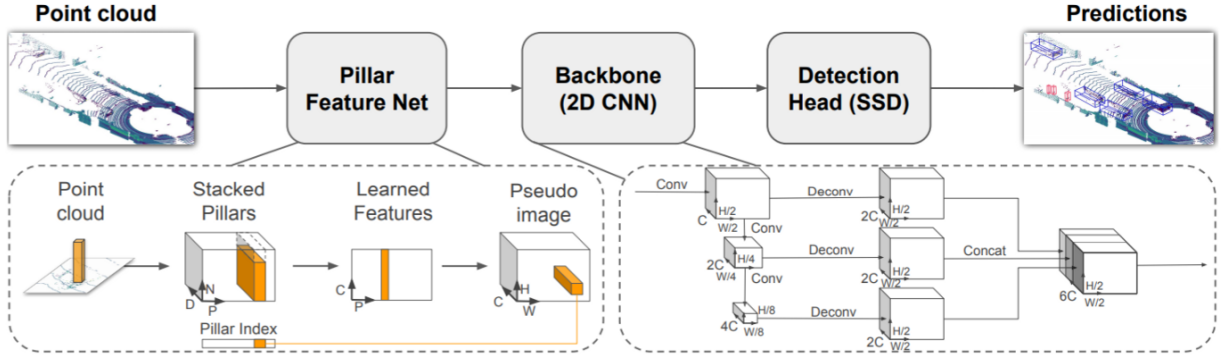 Point cloud
Predictions
Pillar
Feature Net
Backbone
(2D CNN)
Detection
Head (SSD)
Point
cloud
Stacked
Pillars
Learned
Features
Pseudo
image
N
D
P
C
P
H
C
W
Pillar Index
Conv
C
H/2
W/2
Deconv
2C
H/2
W/2
Conv
2C
H/4
W/4
Deconv
2C
H/2
W/2
Concat
Conv
4C
H/8
W/8
Deconv
2C
H/2
W/2
6C
H/2
W/2